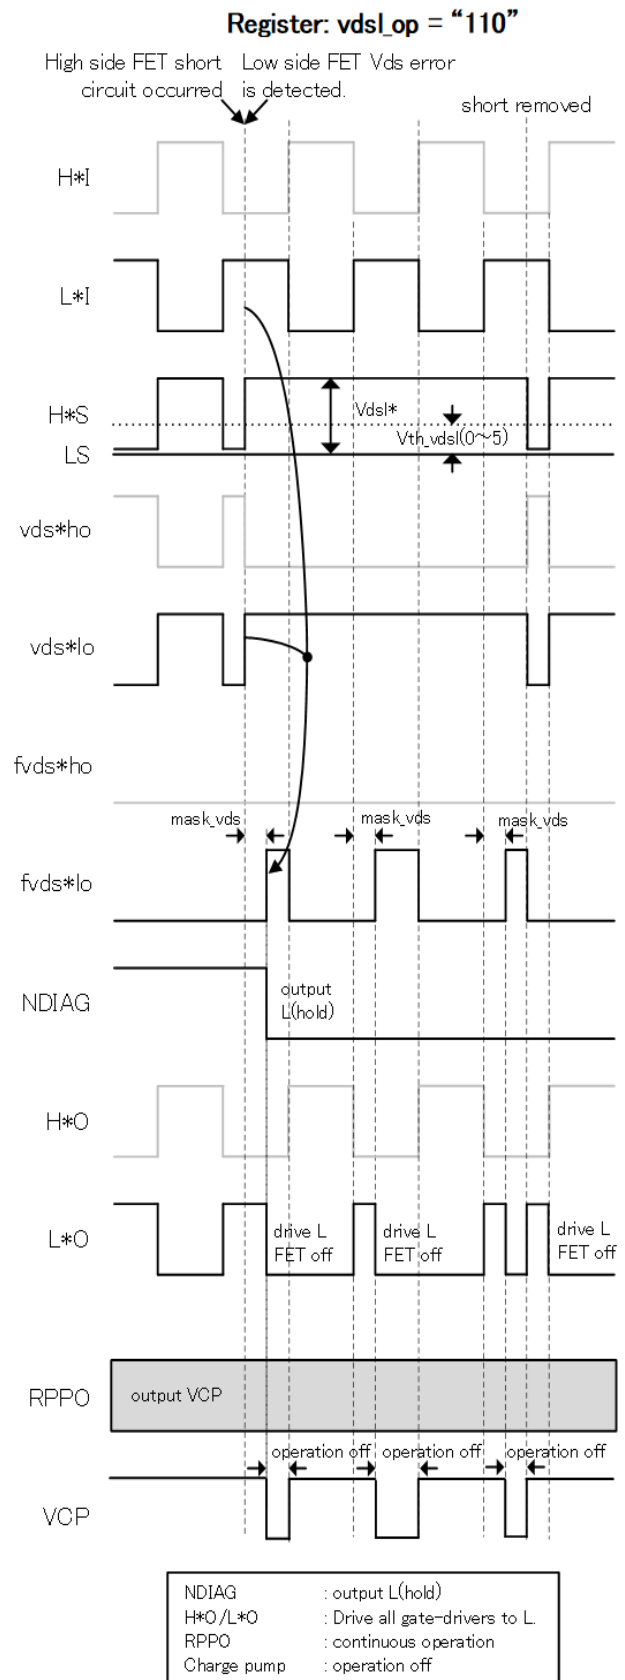 Register: vdsl_op = “110”
High side FET short
circuit occurred
Low side FET Vds error
is detected.
short removed
H*I
L*I
H*S
Vdsl*
Vth_vdsl(0～5)
LS
vds*ho
vds*lo
fvds*ho
mask_vds
mask_vds
mask_vds
fvds*lo
output
L(hold)
NDIAG
H*O
L*O
drive L
FET off
drive L
FET off
drive L
FET off
RPPO
output VCP
operation off
operation off
operation off
VCP
NDIAG : output L(hold)
H*O/L*O : Drive all gate-drivers to L.
RPPO : continuous operation
Charge pump : operation off